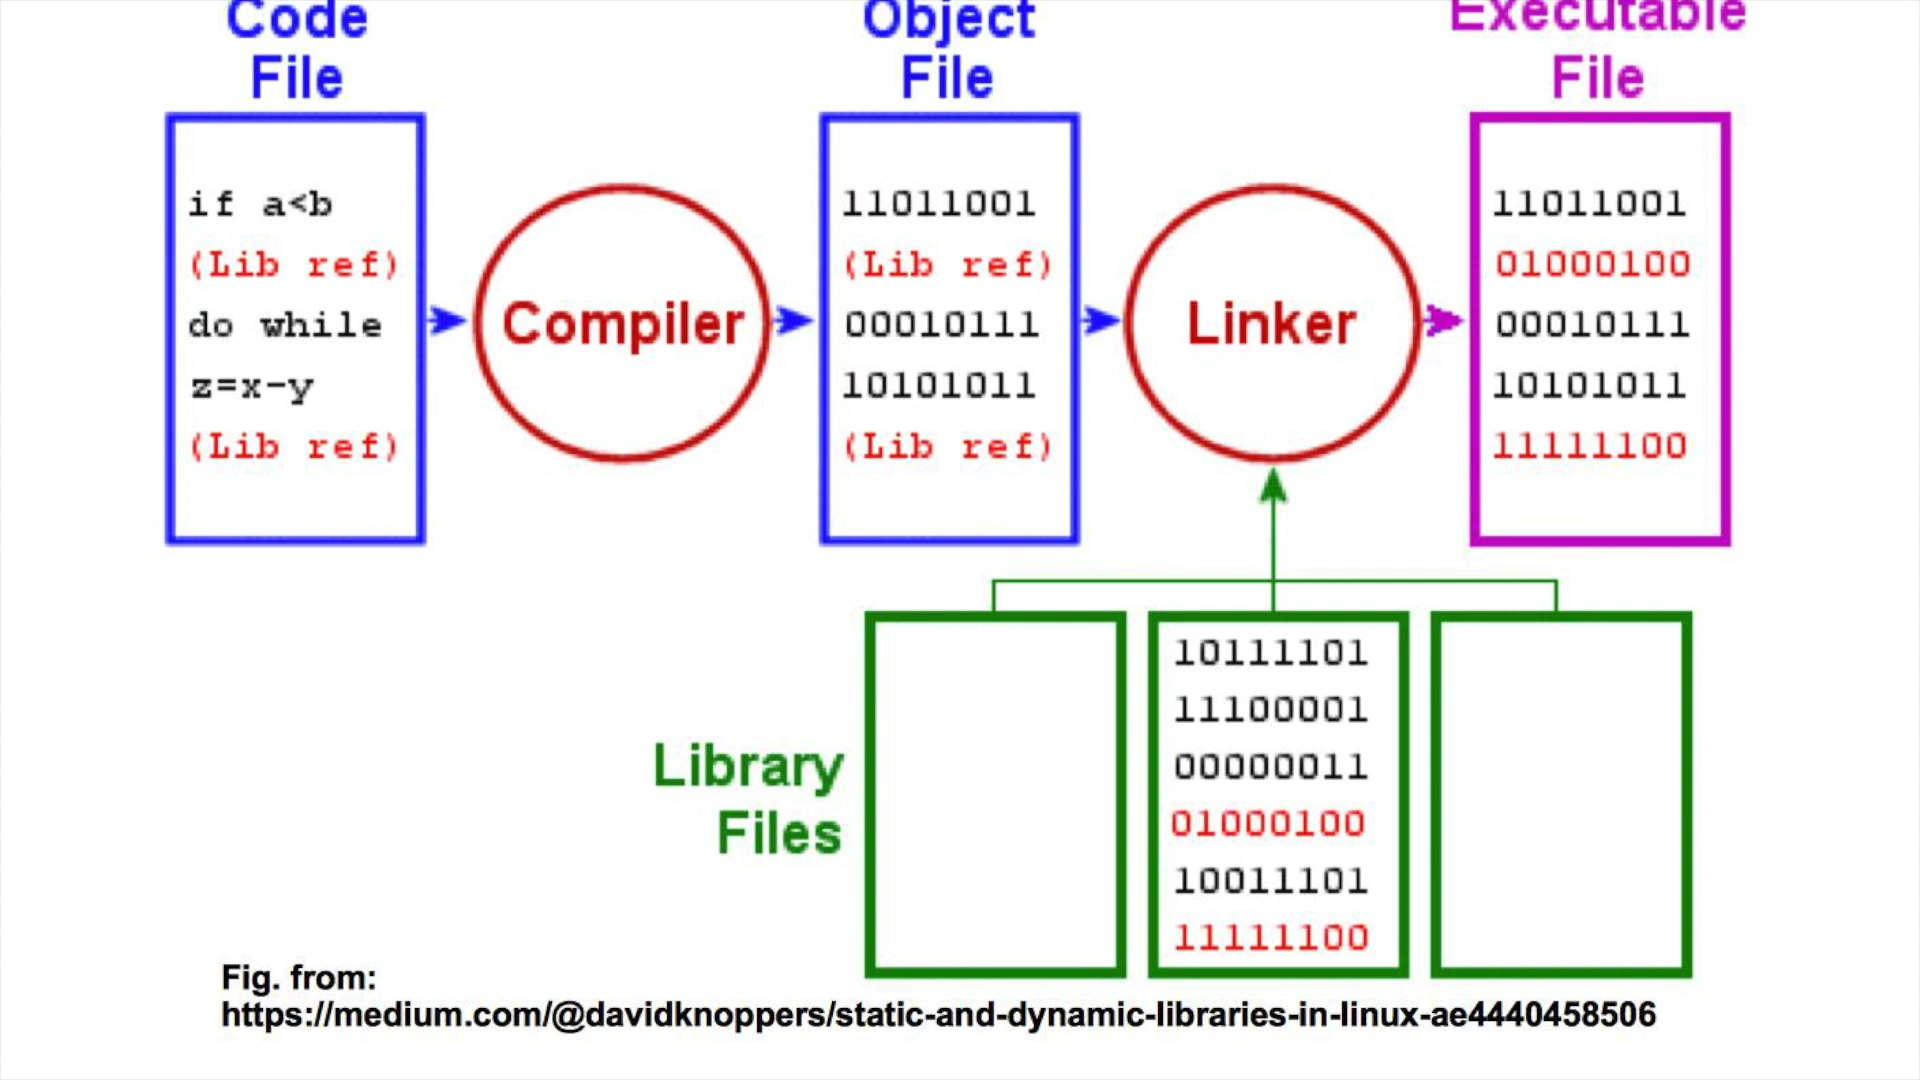 Code
File
Object
File
Executable
File
if a<b
(Lib ref)
do while
z=x-y
(Lib ref)
Compiler
11011001
(Lib ref)
00010111
10101011
(Lib ref)
Linker
11011001
01000100
00010111
10101011
11111100
Library
Files
10111101
11100001
00000011
01000100
10011101
11111100
Fig. from:
https://medium.com/@davidknoppers/static-and-dynamic-libraries-in-linux-ae4440458506